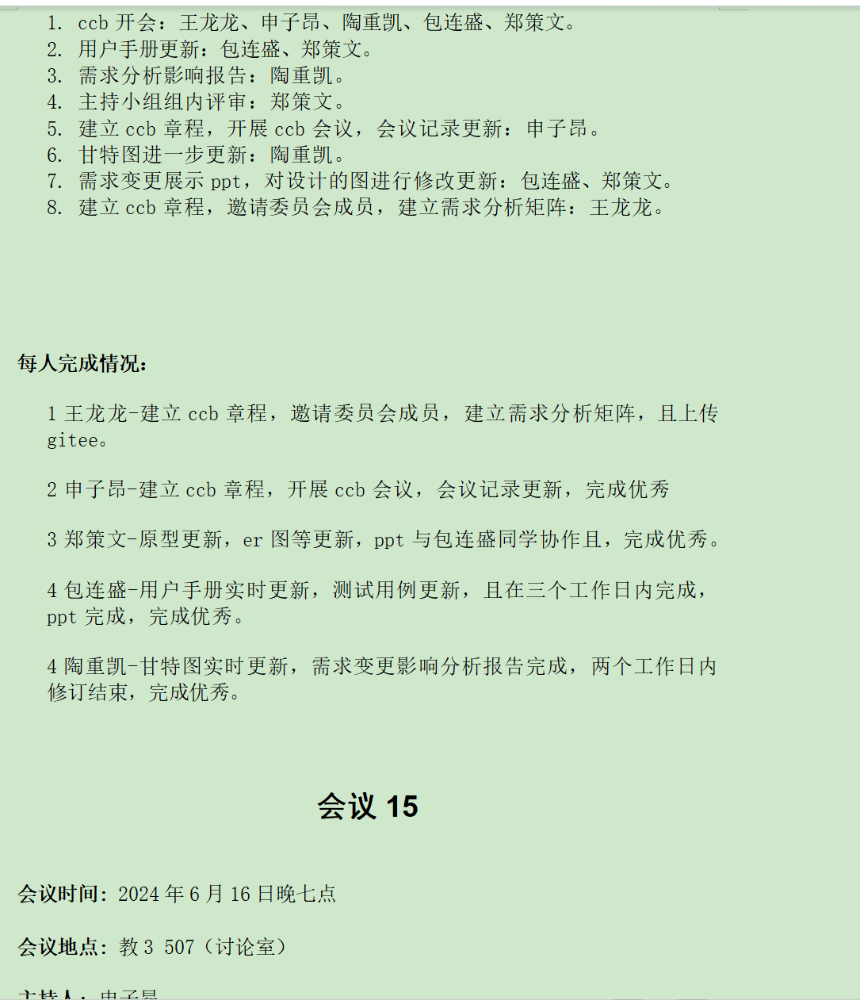 1. ccb 开会：王龙龙、申子昂、陶重凯、包连盛、郑策文。
2. 用户手册更新：包连盛、郑策文。
3. 需求分析影响报告：陶重凯。
4. 主持小组组内评审：郑策文。
5. 建立 ccb 章程，开展 ccb 会议，会议记录更新：申子昂。
6. 甘特图进一步更新：陶重凯。
7. 需求变更展示 ppt，对设计的图进行修改更新：包连盛、郑策文。
8. 建立 ccb 章程，邀请委员会成员，建立需求分析矩阵：王龙龙。
每人完成情况：
1 王龙龙-建立 ccb 章程，邀请委员会成员，建立需求分析矩阵，且上传
gitee。
2 申子昂-建立 ccb 章程，开展 ccb 会议，会议记录更新，完成优秀
3 郑策文-原型更新，er 图等更新，ppt 与包连盛同学协作且，完成优秀。
4 包连盛-用户手册实时更新，测试用例更新，且在三个工作日内完成，
ppt 完成，完成优秀。
4 陶重凯-甘特图实时更新，需求变更影响分析报告完成，两个工作日内
修订结束，完成优秀。
会议 15
会议时间：2024 年 6 月 16 日晚七点
会议地点：教 3 507（讨论室）
主持人：申子昂